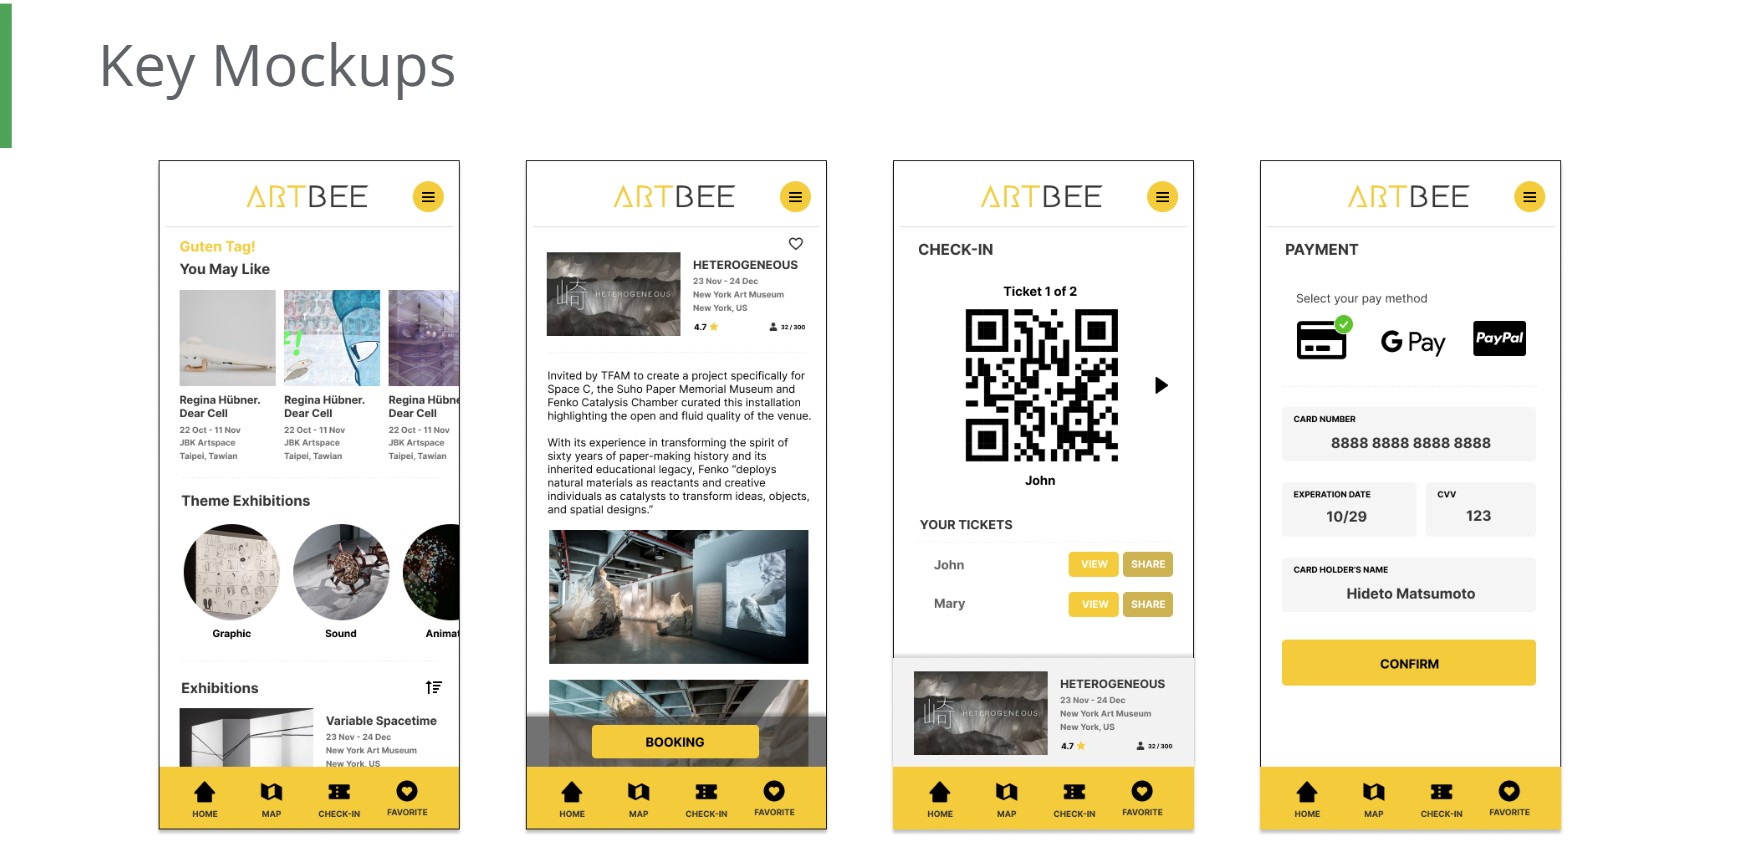 Key Mockups
ARTBEE
Guten Tag!
You May Like
Regina Hübner.
Dear Cell
22 Oct - 11 Nov
JBK Artspace
Taipei, Tawian
Regina Hübner.
Dear Cell
22 Oct - 11 Nov
JBK Artspace
Taipei, Tawian
Regina Hübne
Dear Cell
22 Oct - 11 Nov
JBK Artspace
Taipei, Tawian
Theme Exhibitions
Graphic
Sound
Animat
Exhibitions
Variable Spacetime
23 Nov - 24 Dec
New York Art Museum
New York, US
HOME
MAP
CHECK-IN
FAVORITE
ARTBEE
崎 HETEROGENEOUS
HETEROGENEOUS
23 Nov - 24 Dec
New York Art Museum
New York, US
4.7
32 / 300
Invited by TFAM to create a project specifically for
Space C, the Suho Paper Memorial Museum and
Fenko Catalysis Chamber curated this installation
highlighting the open and fluid quality of the venue.
With its experience in transforming the spirit of
sixty years of paper-making history and its
inherited educational legacy, Fenko “deploys
natural materials as reactants and creative
individuals as catalysts to transform ideas, objects,
and spatial designs.”
BOOKING
HOME
MAP
CHECK-IN
FAVORITE
ARTBEE
CHECK-IN
Ticket 1 of 2
John
YOUR TICKETS
John
VIEW
SHARE
Mary
VIEW
SHARE
崎 HETEROGENEOUS
HETEROGENEOUS
23 Nov - 24 Dec
New York Art Museum
New York, US
4.7
32 / 300
HOME
MAP
CHECK-IN
FAVORITE
ARTBEE
PAYMENT
Select your pay method
G Pay
PayPal
CARD NUMBER
8888 8888 8888 8888
EXPERATION DATE
10/29
CVV
123
CARD HOLDER'S NAME
Hideto Matsumoto
CONFIRM
HOME
MAP
CHECK-IN
FAVORITE